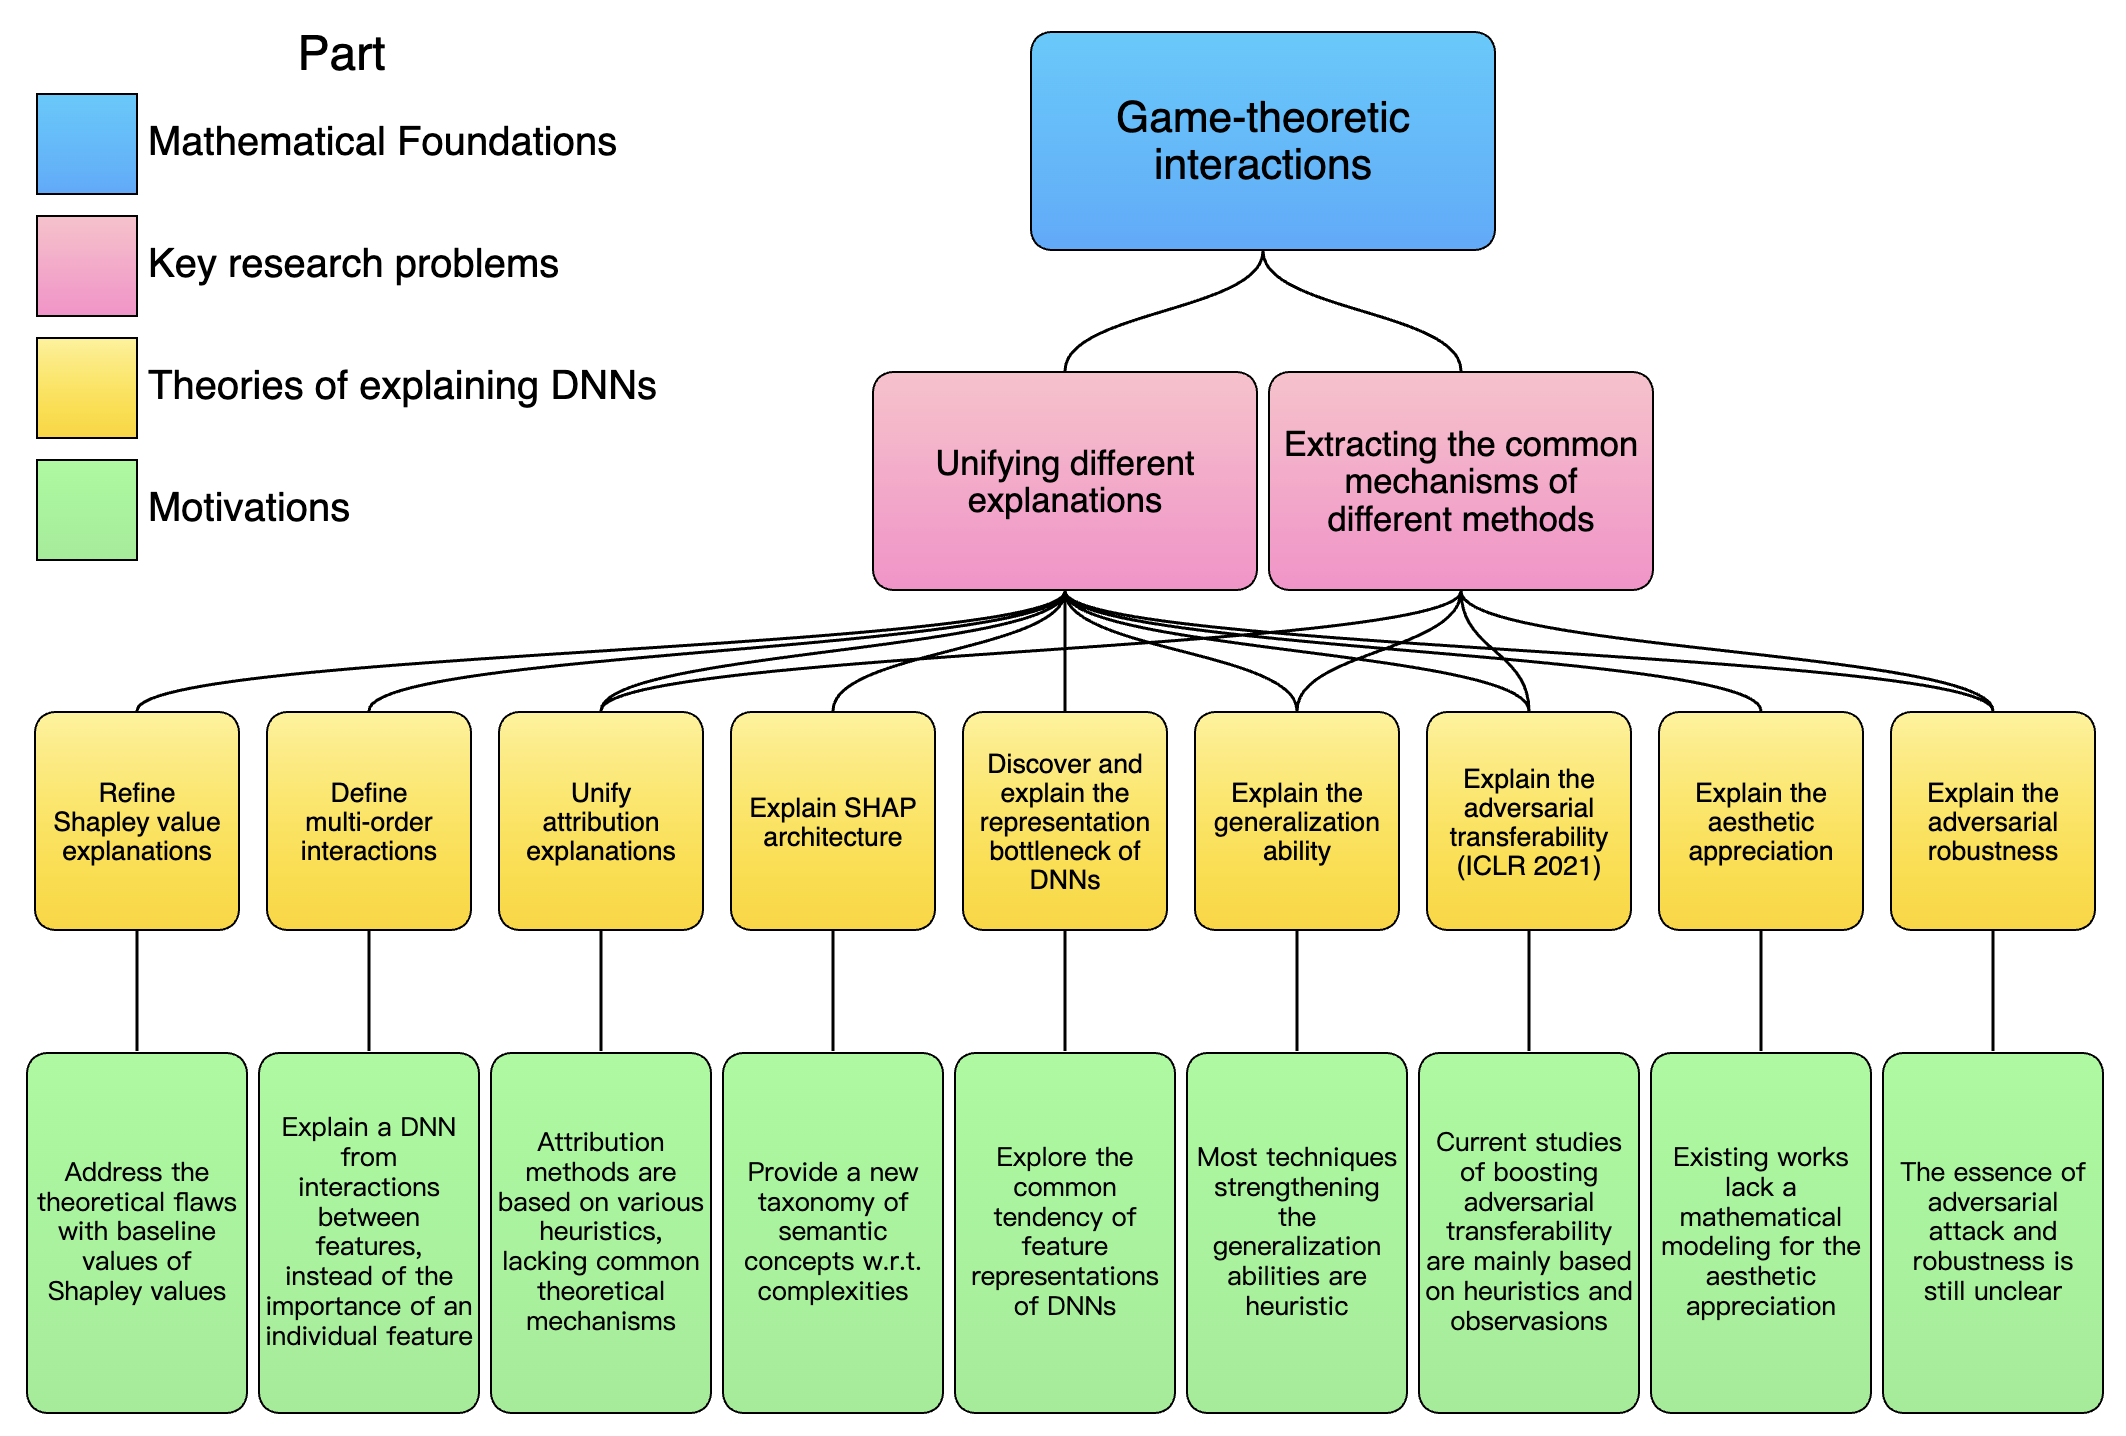 Part
Mathematical Foundations
Key research problems
Theories of explaining DNNs
Motivations
Game-theoretic
interactions
Unifying different
explanations
Extracting the common
mechanisms of
different methods
Refine
Shapley value
explanations
Define
multi-order
interactions
Unify
attribution
explanations
Explain SHAP
architecture
Discover and
explain the
representation
bottleneck of
DNNs
Explain the
generalization
ability
Explain the
adversarial
transferability
(ICLR 2021)
Explain the
aesthetic
appreciation
Explain the
adversarial
robustness
Address the
theoretical flaws
with baseline
values of
Shapley values
Explain a DNN
from
interactions
between
features,
instead of the
importance of an
individual feature
Attribution
methods are
based on various
heuristics,
lacking common
theoretical
mechanisms
Provide a new
taxonomy of
semantic
concepts w.r.t.
complexities
Explore the
common
tendency of
feature
representations
of DNNs
Most techniques
strengthening
the
generalization
abilities are
heuristic
Current studies
of boosting
adversarial
transferability
are mainly based
on heuristics and
observasions
Existing works
lack a
mathematical
modeling for the
aesthetic
appreciation
The essence of
adversarial
attack and
robustness is
still unclear